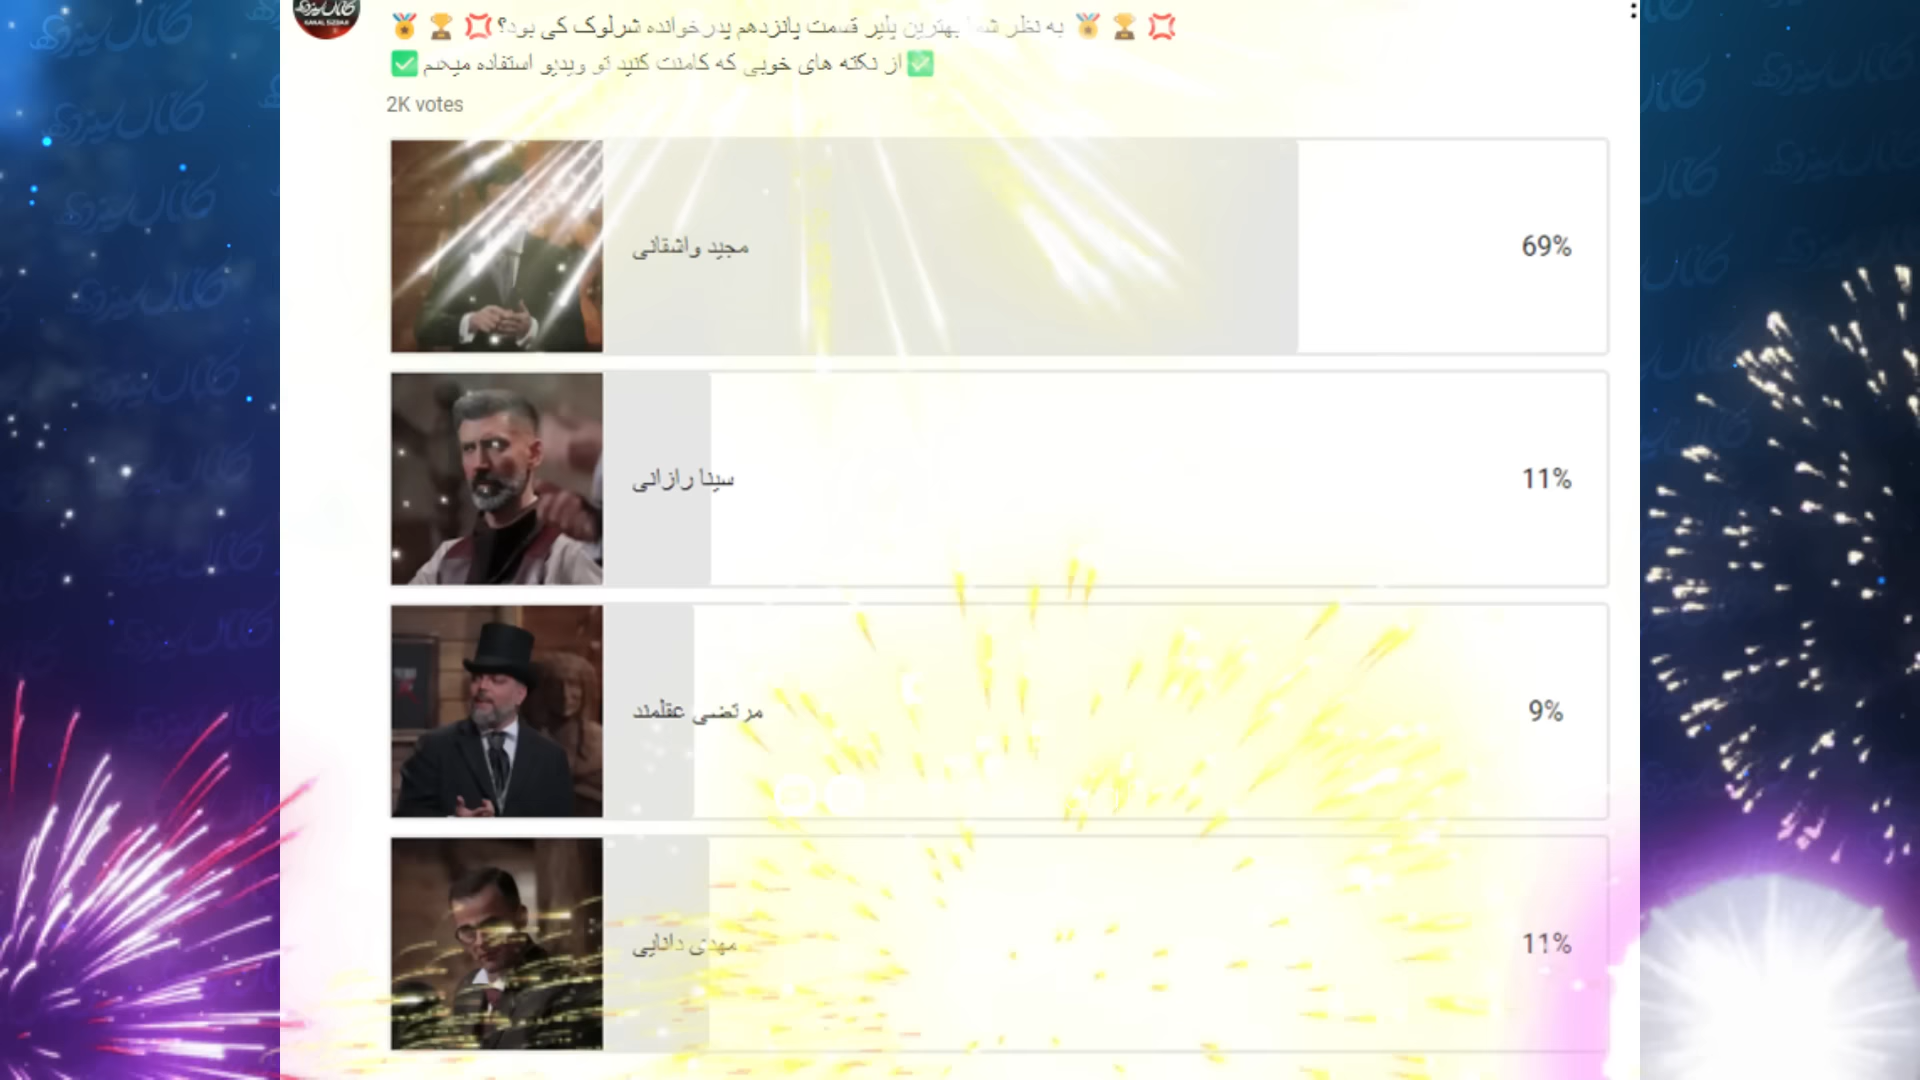 به نظر شما بهترین پلیر قسمت پانزدهم پدرخوانده شرلوک کی بود؟
از نکته های خوبی که کامنت کنید تو ویدیو استفاده میکنم
2K votes
مجید واشقانی
69%
سینا رازانی
11%
مرتضی عقلمند
9%
مهدی دانایی
11%